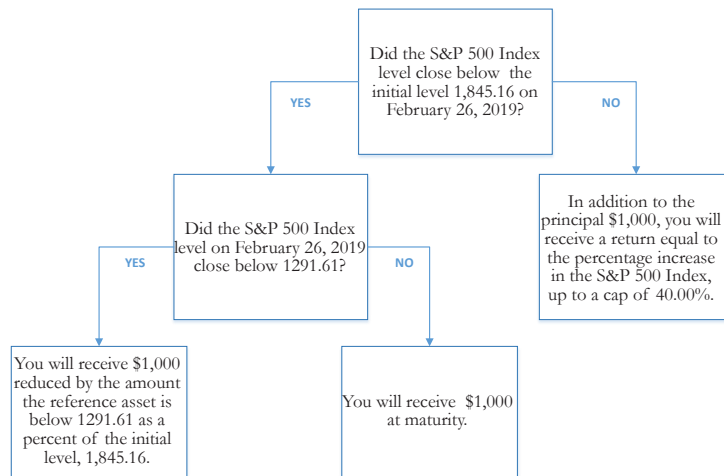 Did the S&P 500 Index
level close below the
initial level 1,845.16 on
February 26, 2019?
YES
NO
Did the S&P 500 Index
level on February 26, 2019
close below 1291.61?
In addition to the
principal $1,000, you will
receive a return equal to
the percentage increase
in the S&P 500 Index,
up to a cap of 40.00%.
YES
NO
You will receive $1,000
reduced by the amount
the reference asset is
below 1291.61 as a
percent of the initial
level, 1,845.16.
You will receive $1,000
at maturity.